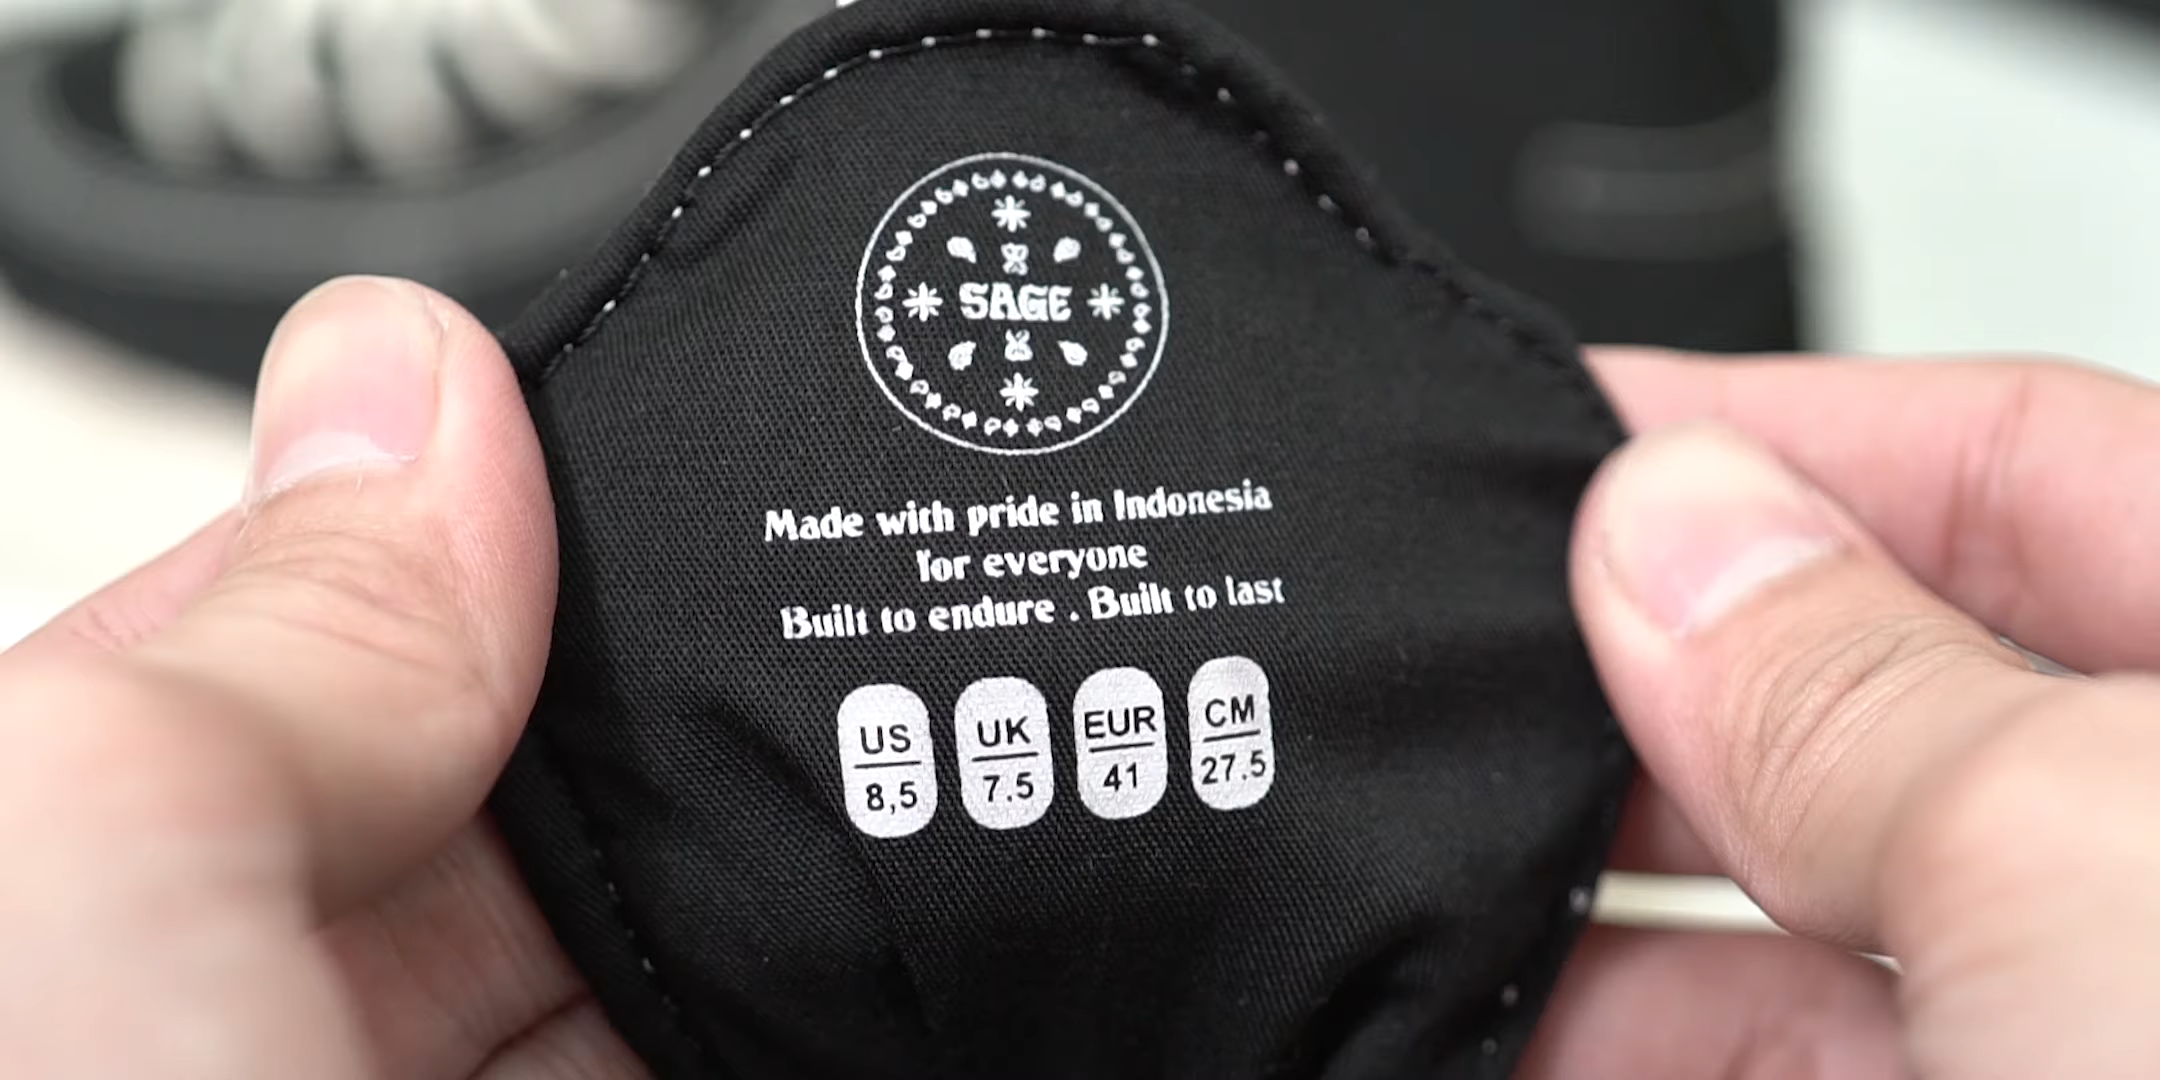 SAGE
Made with pride in Indonesia
for everyone
Built to endure . Built to last
US UK EUR CM
8,5 7.5 41 27.5